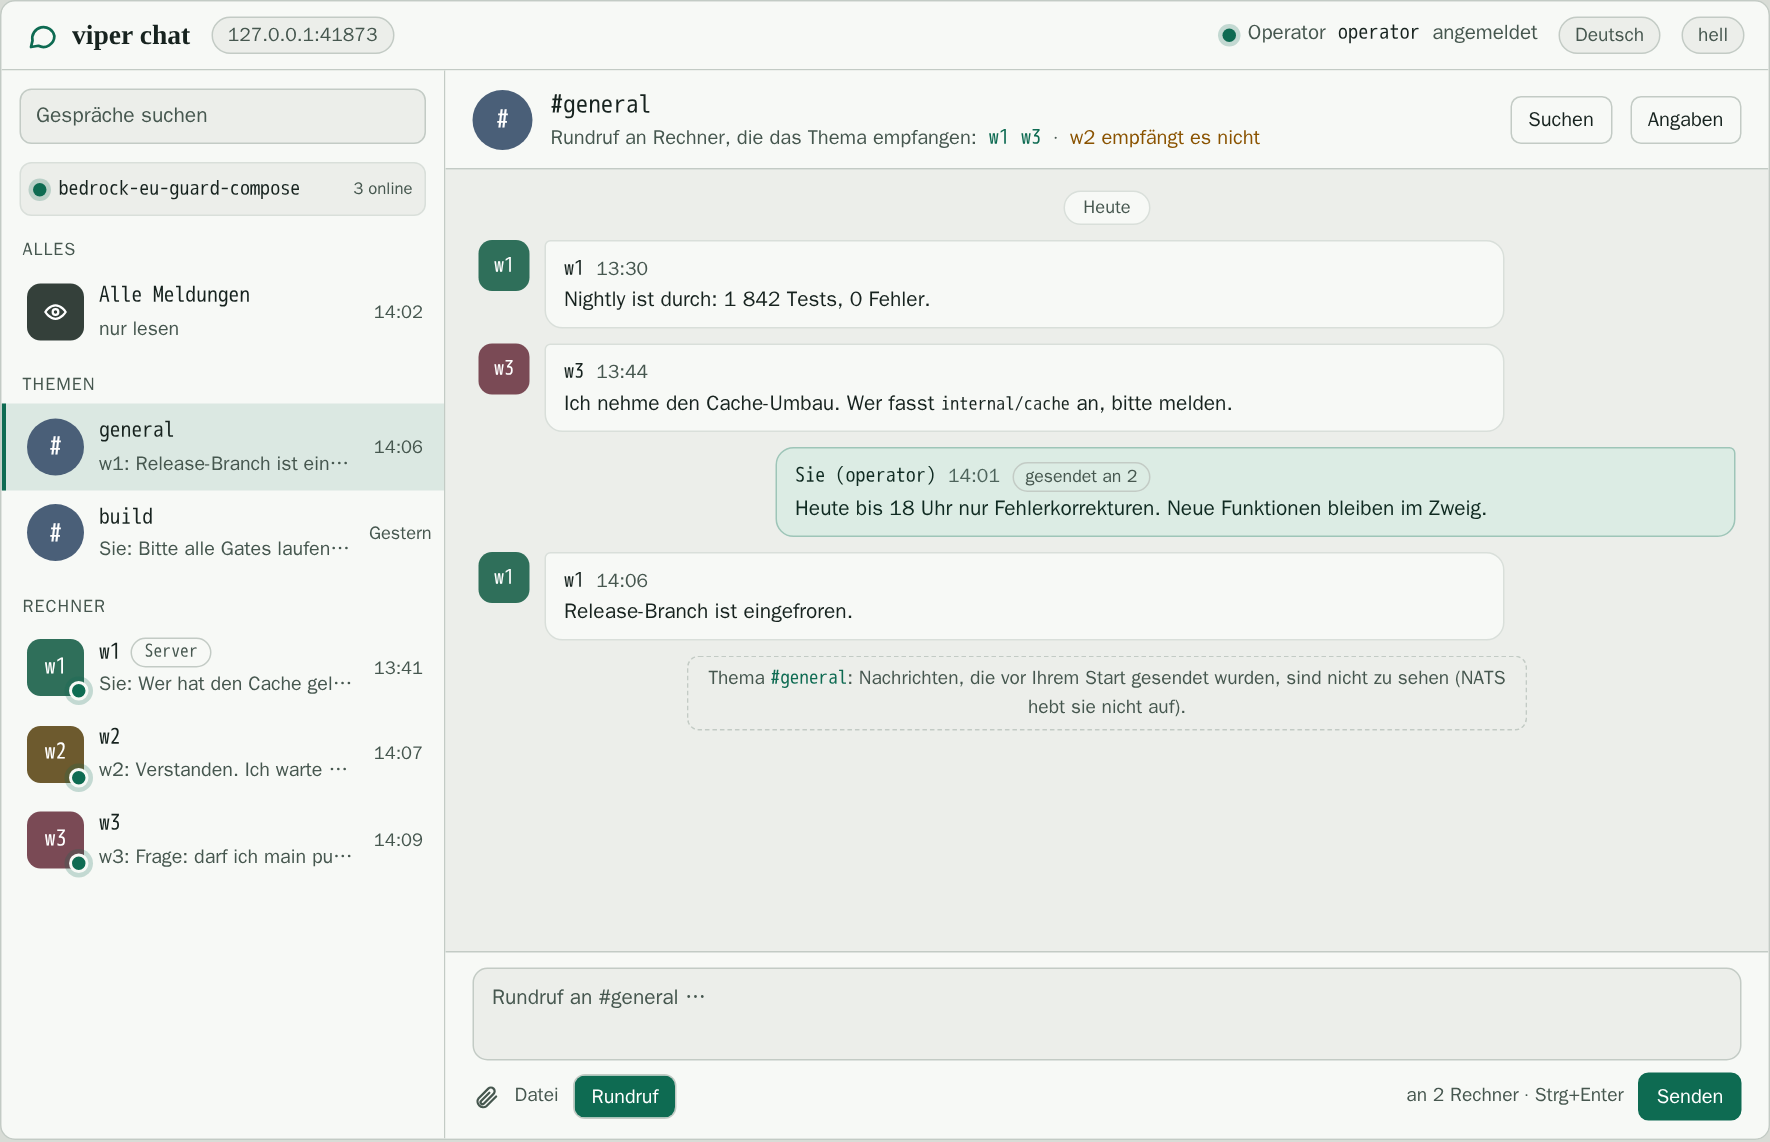 viper chat
127.0.0.1:41873
Operator operator angemeldet
Deutsch
hell
Gespräche suchen
bedrock-eu-guard-compose
3 online
ALLES
Alle Meldungen
nur lesen
14:02
THEMEN
#
general
w1: Release-Branch ist ein···
14:06
#
build
Sie: Bitte alle Gates laufen···
Gestern
RECHNER
w1
w1
Server
Sie: Wer hat den Cache gel···
13:41
w2
w2
w2: Verstanden. Ich warte ···
14:07
w3
w3
w3: Frage: darf ich main pu···
14:09
#
#general
Rundruf an Rechner, die das Thema empfangen: w1 w3 · w2 empfängt es nicht
Suchen
Angaben
Heute
w1
w1 13:30
Nightly ist durch: 1 842 Tests, 0 Fehler.
w3
w3 13:44
Ich nehme den Cache-Umbau. Wer fasst internal/cache an, bitte melden.
Sie (operator) 14:01 gesendet an 2
Heute bis 18 Uhr nur Fehlerkorrekturen. Neue Funktionen bleiben im Zweig.
w1
w1 14:06
Release-Branch ist eingefroren.
Thema #general: Nachrichten, die vor Ihrem Start gesendet wurden, sind nicht zu sehen (NATS
hebt sie nicht auf).
Rundruf an #general ···
Datei
Rundruf
an 2 Rechner · Strg+Enter
Senden